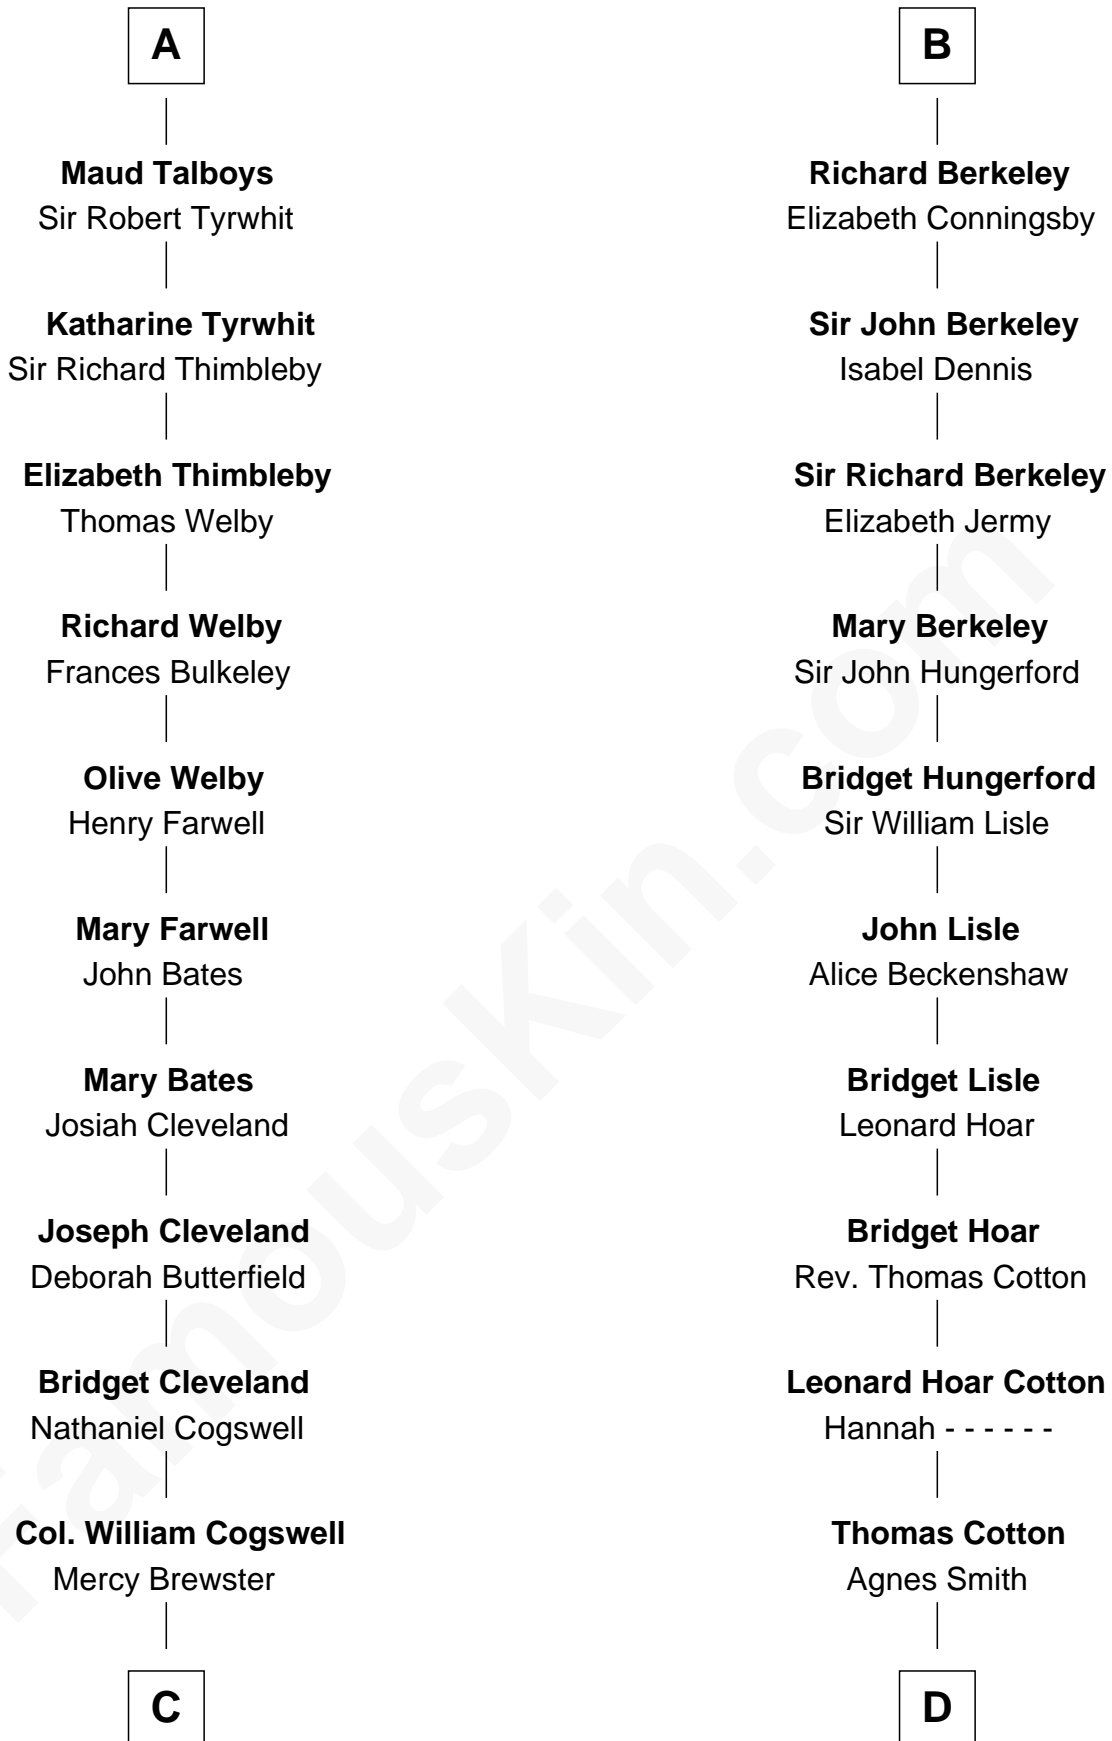 A
Maud Talboys
Sir Robert Tyrwhit
Katharine Tyrwhit
Sir Richard Thimbleby
Elizabeth Thimbleby
Thomas Welby
Richard Welby
Frances Bulkeley
Olive Welby
Henry Farwell
Mary Farwell
John Bates
Mary Bates
Josiah Cleveland
Joseph Cleveland
Deborah Butterfield
Bridget Cleveland
Nathaniel Cogswell
Col. William Cogswell
Mercy Brewster
C
B
Richard Berkeley
Elizabeth Conningsby
Sir John Berkeley
Isabel Dennis
Sir Richard Berkeley
Elizabeth Jermy
Mary Berkeley
Sir John Hungerford
Bridget Hungerford
Sir William Lisle
John Lisle
Alice Beckenshaw
Bridget Lisle
Leonard Hoar
Bridget Hoar
Rev. Thomas Cotton
Leonard Hoar Cotton
Hannah - - - - - -
Thomas Cotton
Agnes Smith
D
FamousKin.com